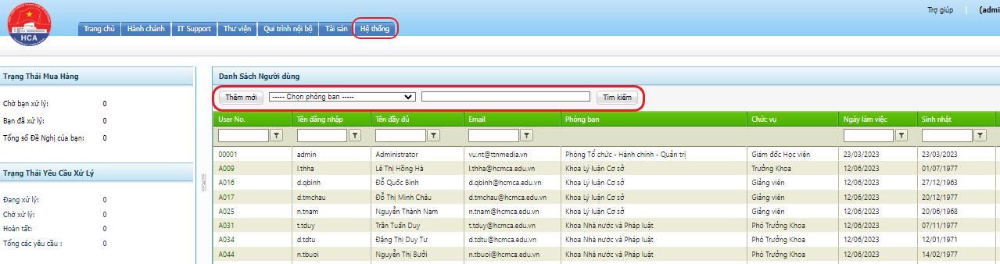 Trợ giúp (admi
HCA
Trang chủ Hành chánh IT Support Thư viện Qui trình nội bộ Tài sản Hệ thống
Trạng Thái Mua Hàng
Chờ bạn xử lý: 0
Bạn đã xử lý: 0
Tổng số Đề Nghị của bạn: 0
Trạng Thái Yêu Cầu Xử Lý
Đang xử lý: 0
Chờ xử lý: 0
Hoàn tất: 0
Tổng các yêu cầu : 0
Danh Sách Người dùng
Thêm mới ----- Chọn phòng ban ----- Tìm kiếm
User No. Tên đăng nhập Tên đầy đủ Email Phòng ban Chức vụ Ngày làm việc Sinh nhật
00001 admin Administrator vu.nt@ttnmedia.vn Phòng Tổ chức - Hành chính - Quản trị Giám đốc Học viện 23/03/2023 23/03/2023
A009 l.thha Lê Thị Hồng Hà l.thha@hcmca.edu.vn Khoa Lý luận Cơ sở Trưởng Khoa 12/06/2023 01/07/1977
A016 d.qbinh Đỗ Quốc Bình d.qbinh@hcmca.edu.vn Khoa Lý luận Cơ sở Giảng viên 12/06/2023 27/12/1963
A017 d.tmchau Đỗ Thị Minh Châu d.tmchau@hcmca.edu.vn Khoa Lý luận Cơ sở Giảng viên 12/06/2023 20/12/1977
A025 n.tnam Nguyễn Thành Nam n.tnam@hcmca.edu.vn Khoa Lý luận Cơ sở Giảng viên 12/06/2023 20/06/1968
A031 t.tduy Trần Tuấn Duy t.tduy@hcmca.edu.vn Khoa Nhà nước và Pháp luật Phó Trưởng Khoa 12/06/2023 07/11/1977
A034 d.tdtu Đặng Thị Duy Tư d.tdtu@hcmca.edu.vn Khoa Nhà nước và Pháp luật Phó Trưởng Khoa 12/06/2023 12/01/1971
A044 n.tbuoi Nguyễn Thị Bưởi n.tbuoi@hcmca.edu.vn Khoa Nhà nước và Pháp luật Phó Trưởng Khoa 12/06/2023 14/02/1977